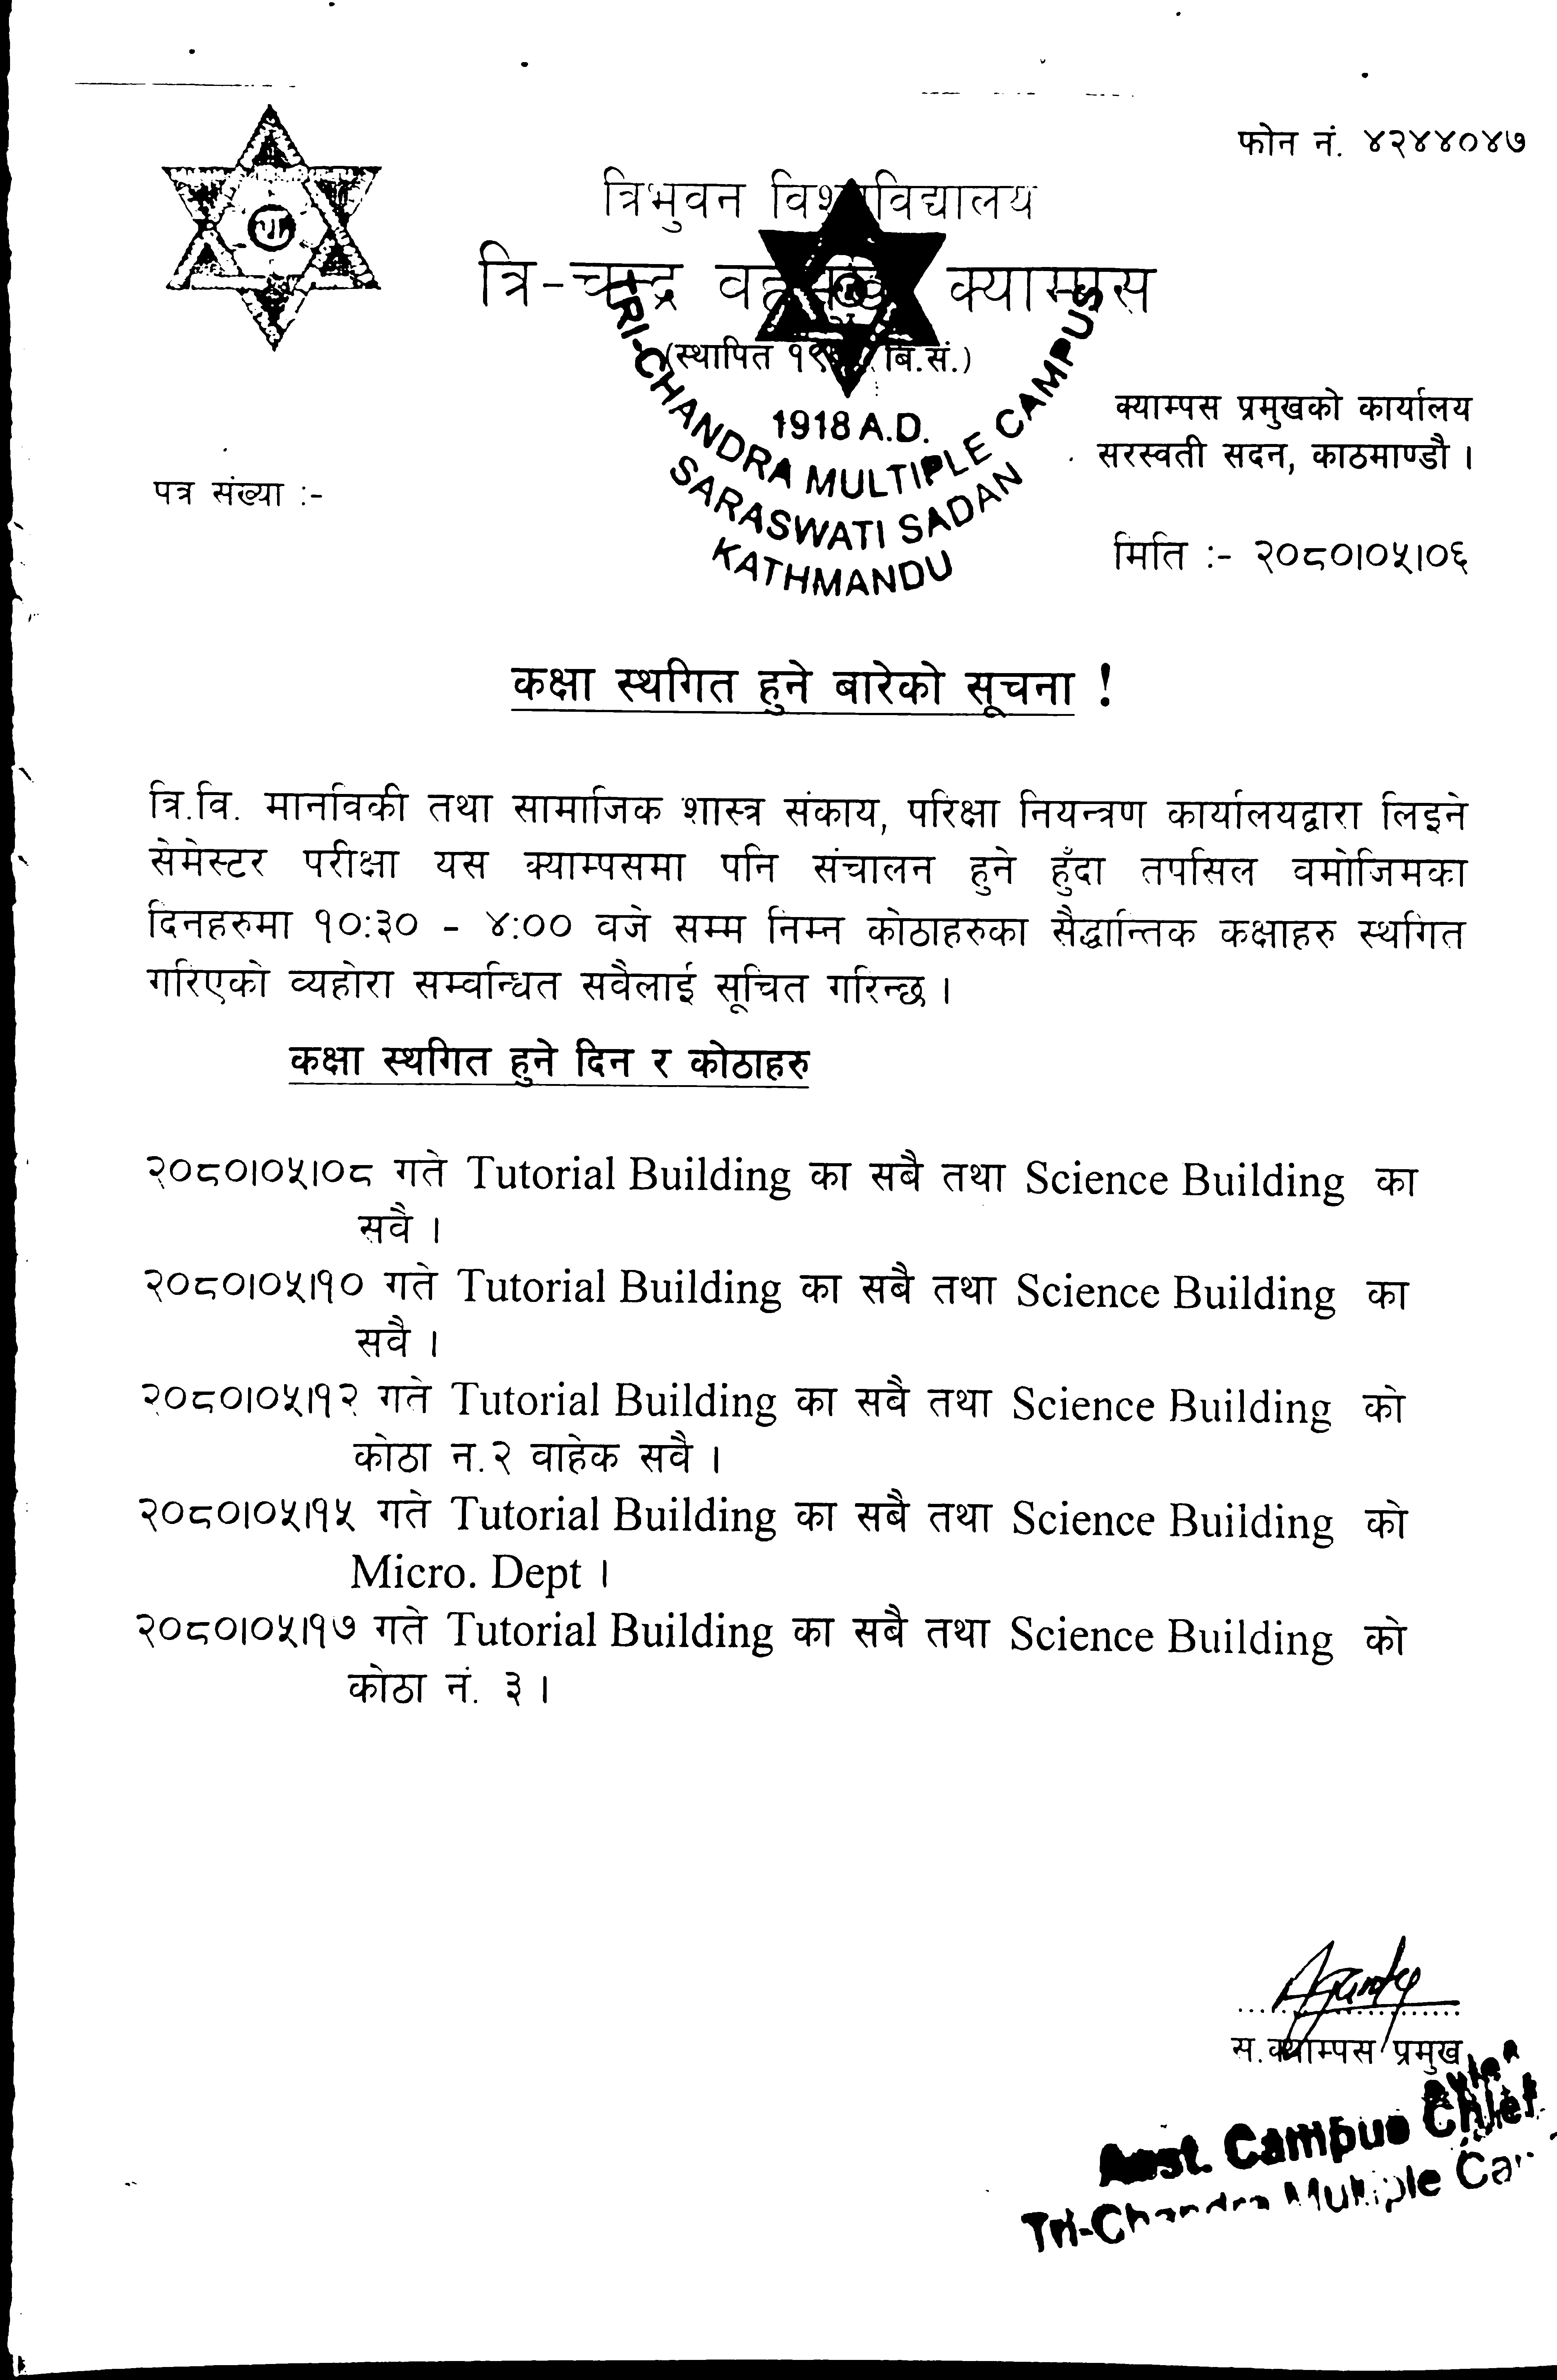 फोन नं. ४२४४०४७
त्रिभुवन विश्वविद्यालय
त्रि-चन्द्र क्याम्पस
(स्थापित बि.सं.)
1918 A.D.
TRI-CHANDRA MULTIPLE CAMPUS
SARASWATI SADAN
KATHMANDU
क्याम्पस प्रमुखको कार्यालय
सरस्वती सदन, काठमाण्डौ ।
पत्र संख्या :-
मिति :- २०८०।०५।०६
कक्षा स्थगित हुने बारेको सूचना !
त्रि.वि. मानविकी तथा सामाजिक शास्त्र संकाय, परिक्षा नियन्त्रण कार्यालयद्वारा लिइने
सेमेस्टर परीक्षा यस क्याम्पसमा पनि संचालन हुने हुँदा तपसिल वमोजिमका
दिनहरुमा १०:३० - ४:०० वजे सम्म निम्न कोठाहरुका सैद्धान्तिक कक्षाहरु स्थगित
गरिएको व्यहोरा सम्वन्धित सवैलाई सूचित गरिन्छ ।
कक्षा स्थगित हुने दिन र कोठाहरु
२०८०।०५।०८ गते Tutorial Building का सबै तथा Science Building का
सवै ।
२०८०।०५।१० गते Tutorial Building का सबै तथा Science Building का
सवै ।
२०८०।०५।१२ गते Tutorial Building का सबै तथा Science Building को
कोठा न.२ वाहेक सवै ।
२०८०।०५।१५ गते Tutorial Building का सबै तथा Science Building को
Micro. Dept ।
२०८०।०५।१७ गते Tutorial Building का सबै तथा Science Building को
कोठा नं. ३ ।
स.क्याम्पस प्रमुख
Asst. Campus Chief
Tri-Chandra Multiple